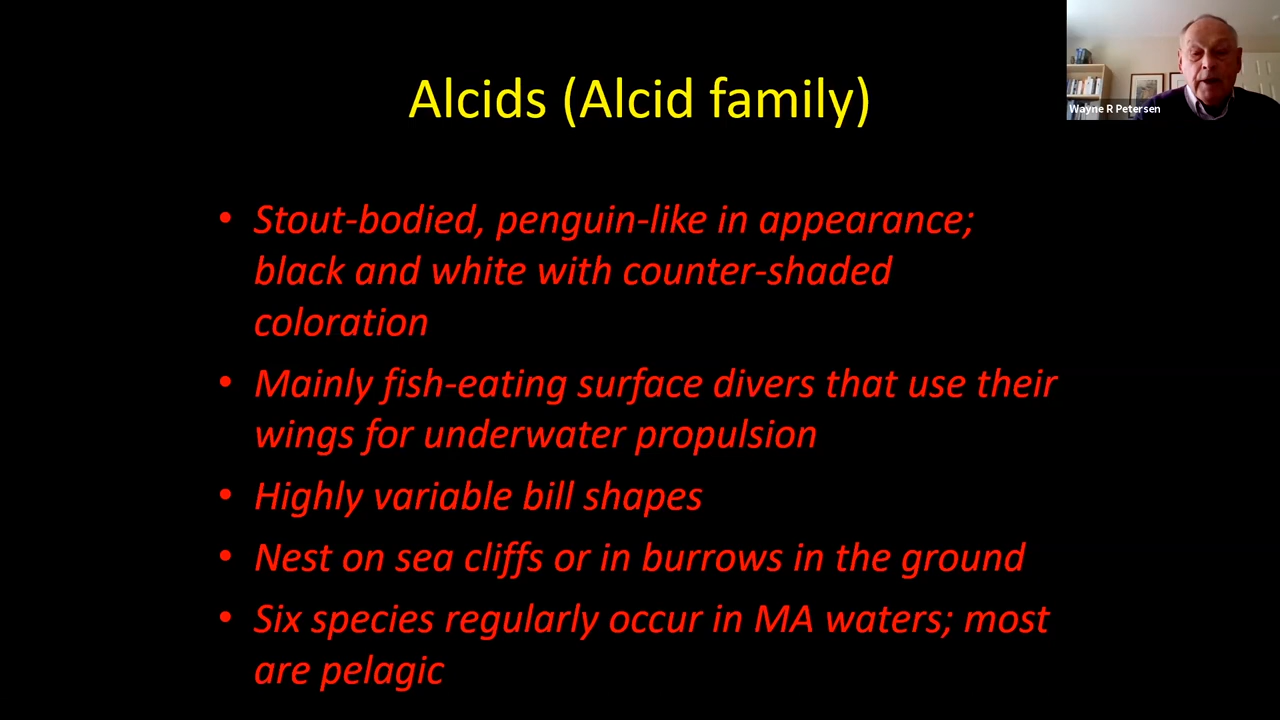 Alcids (Alcid family)
Wayne R Petersen
• Stout-bodied, penguin-like in appearance;
black and white with counter-shaded
coloration
• Mainly fish-eating surface divers that use their
wings for underwater propulsion
• Highly variable bill shapes
• Nest on sea cliffs or in burrows in the ground
• Six species regularly occur in MA waters; most
are pelagic